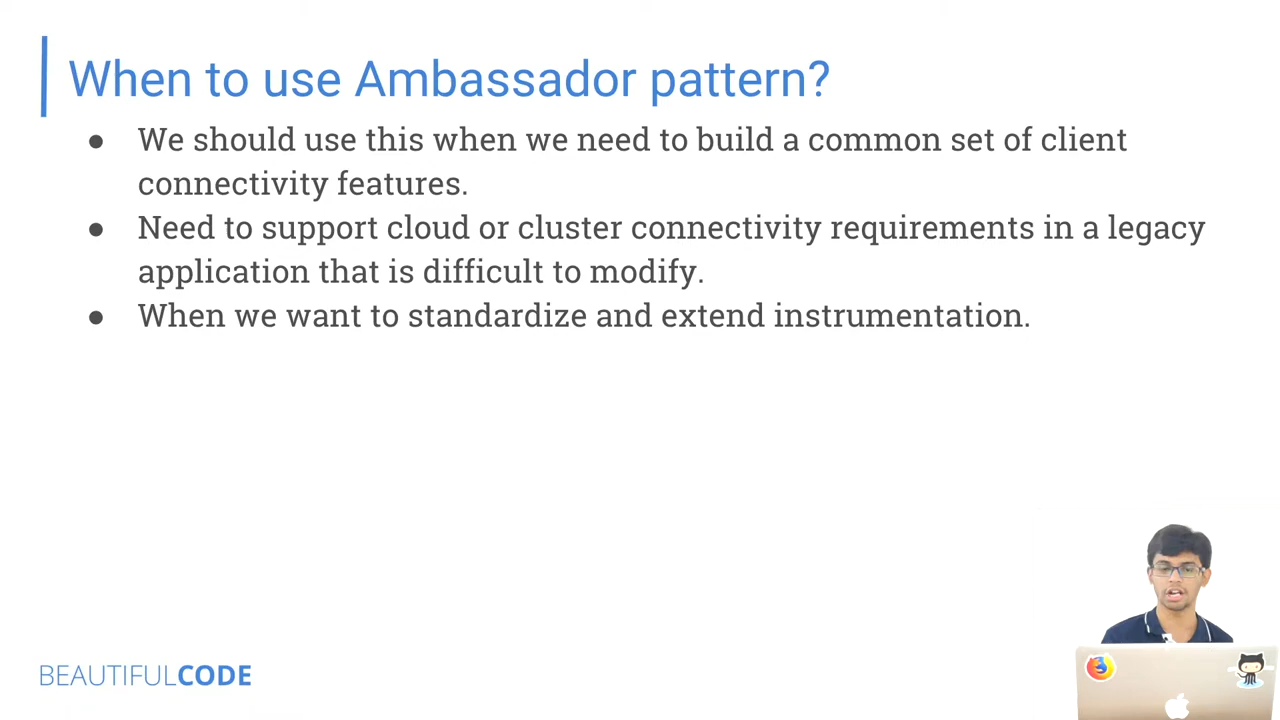 When to use Ambassador pattern?
● We should use this when we need to build a common set of client
connectivity features.
● Need to support cloud or cluster connectivity requirements in a legacy
application that is difficult to modify.
● When we want to standardize and extend instrumentation.
BEAUTIFULCODE